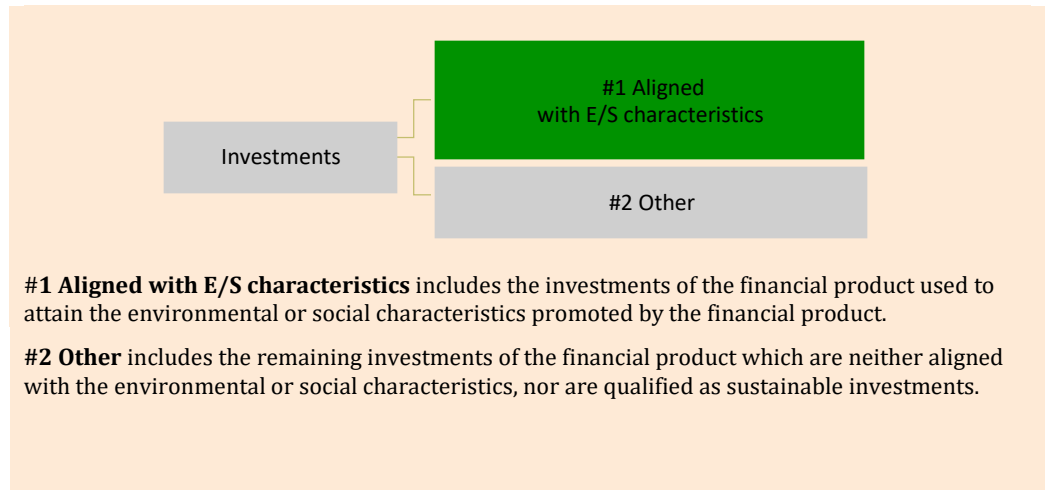 #1 Aligned
with E/S characteristics
Investments
#2 Other
#1 Aligned with E/S characteristics includes the investments of the financial product used to
attain the environmental or social characteristics promoted by the financial product.
#2 Other includes the remaining investments of the financial product which are neither aligned
with the environmental or social characteristics, nor are qualified as sustainable investments.